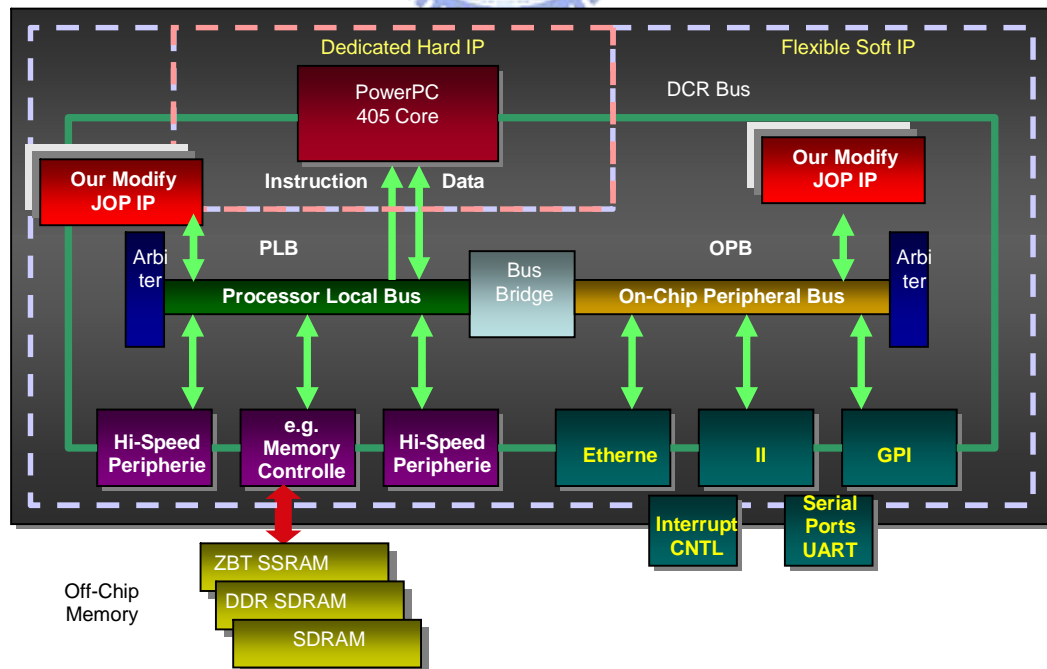 Dedicated Hard IP
Flexible Soft IP
PowerPC
405 Core
DCR Bus
Our Modify
JOP IP
Instruction
Data
Our Modify
JOP IP
Arbi
ter
PLB
Bus
Bridge
OPB
Arbi
ter
Processor Local Bus
On-Chip Peripheral Bus
Hi-Speed
Peripherie
e.g.
Memory
Controlle
Hi-Speed
Peripherie
Etherne
II
GPI
Interrupt
CNTL
Serial
Ports
UART
Off-Chip
Memory
ZBT SSRAM
DDR SDRAM
SDRAM